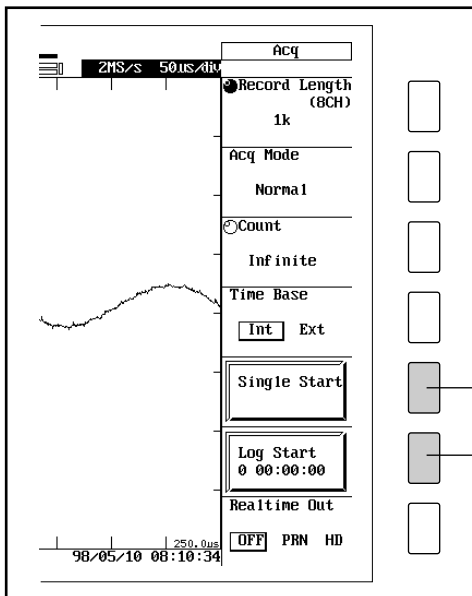 Acq
2MS/s 50us/div
Record Length
(8CH)
1k
Acq Mode
Normal
Count
Infinite
Time Base
Int Ext
Single Start
Log Start
0 00:00:00
Realtime Out
OFF PRN HD
250.0us
98/05/10 08:10:34